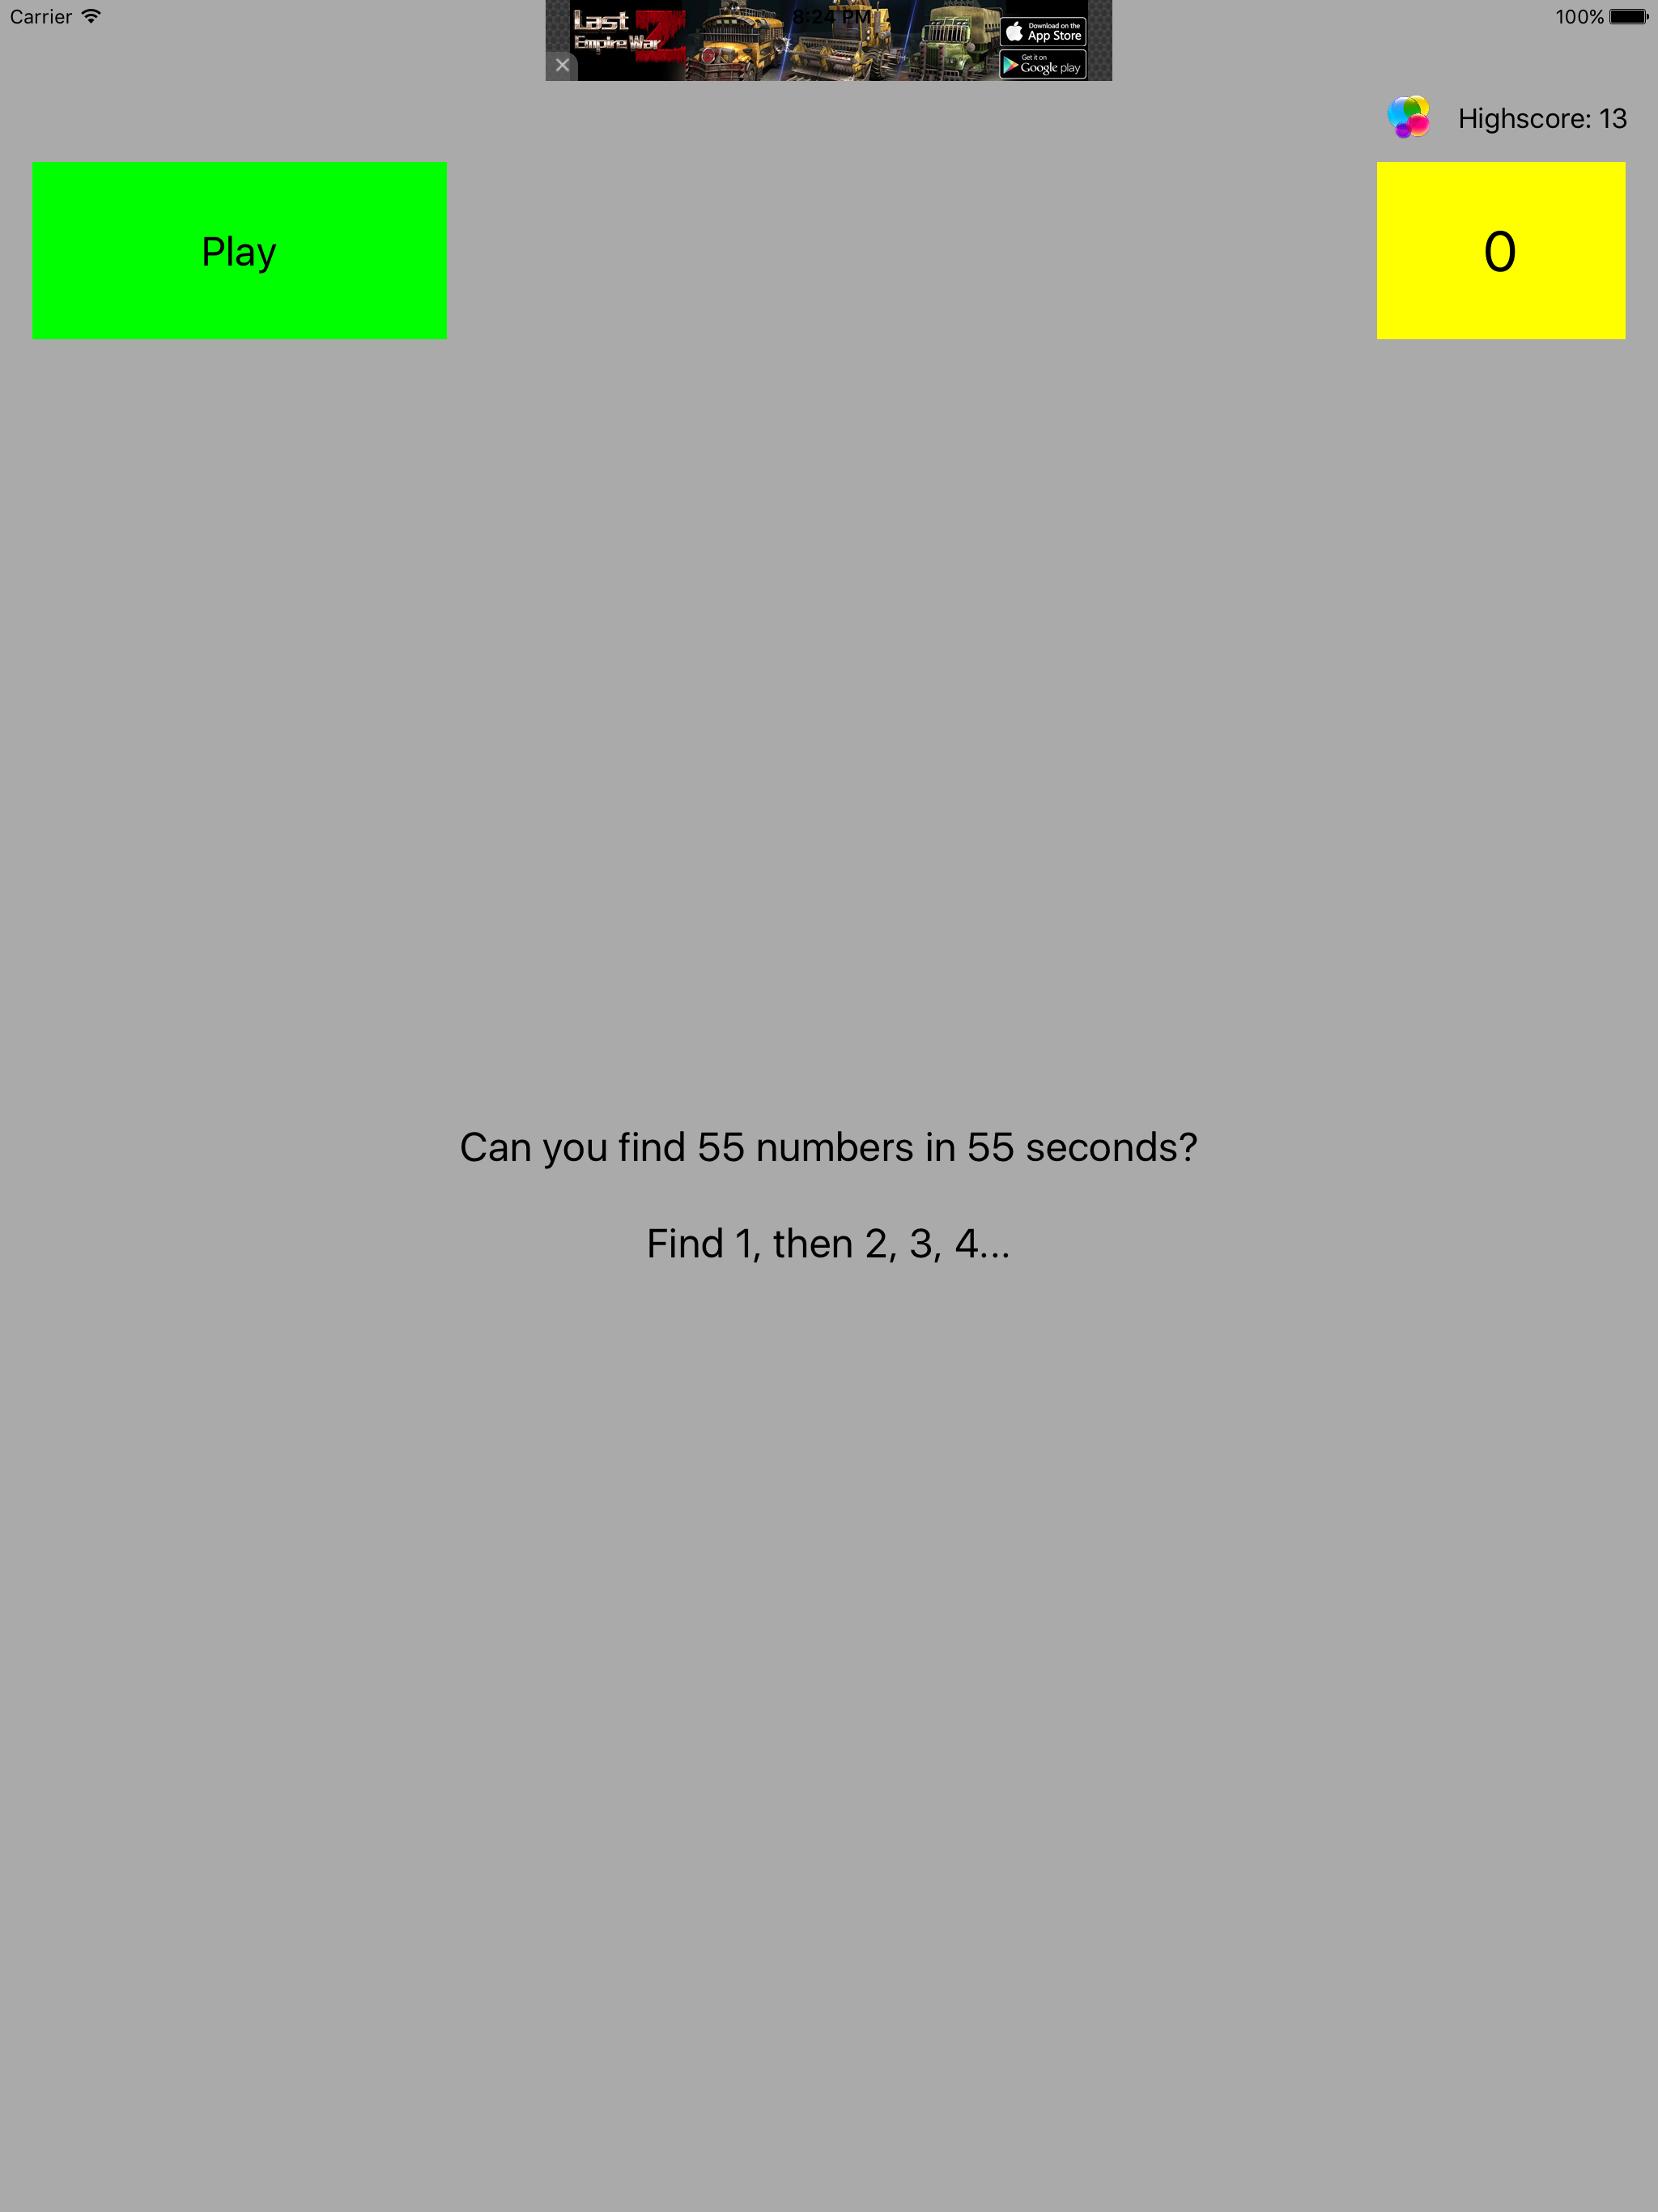 Carrier
8:24 PM
100%
Last
Empire War Z
Download on the
App Store
Get it on
Google play
Highscore: 13
Play
0
Can you find 55 numbers in 55 seconds?
Find 1, then 2, 3, 4...